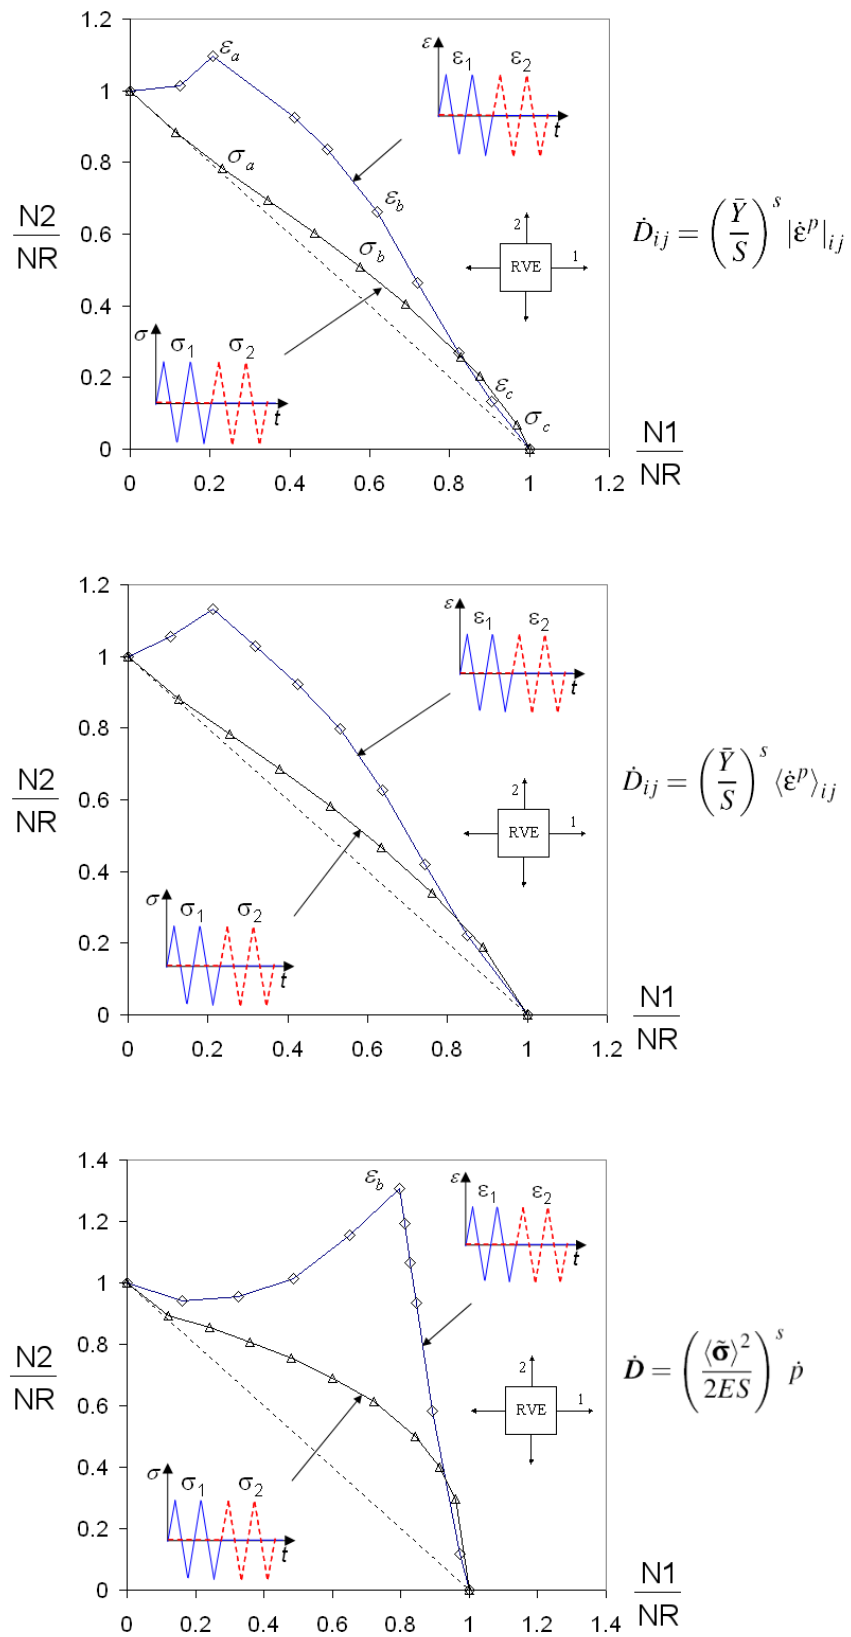 1.2
1
0.8
0.6
0.4
0.2
0
0 0.2 0.4 0.6 0.8 1 1.2
N2
NR
N1
NR
εa
σa
εb
σb
εc
σc
ε ε1 ε2 t
σ σ1 σ2 t
2
RVE 1
Ḋij = (Ȳ/S)^s |ε̇^p|ij
1.2
1
0.8
0.6
0.4
0.2
0
0 0.2 0.4 0.6 0.8 1 1.2
N2
NR
N1
NR
ε ε1 ε2 t
σ σ1 σ2 t
2
RVE 1
Ḋij = (Ȳ/S)^s ⟨ε̇^p⟩ij
1.4
1.2
1
0.8
0.6
0.4
0.2
0
0 0.2 0.4 0.6 0.8 1 1.2 1.4
N2
NR
N1
NR
εb
ε ε1 ε2 t
σ σ1 σ2 t
2
RVE 1
Ḋ = (⟨σ̃⟩²/2ES)^s ṗ